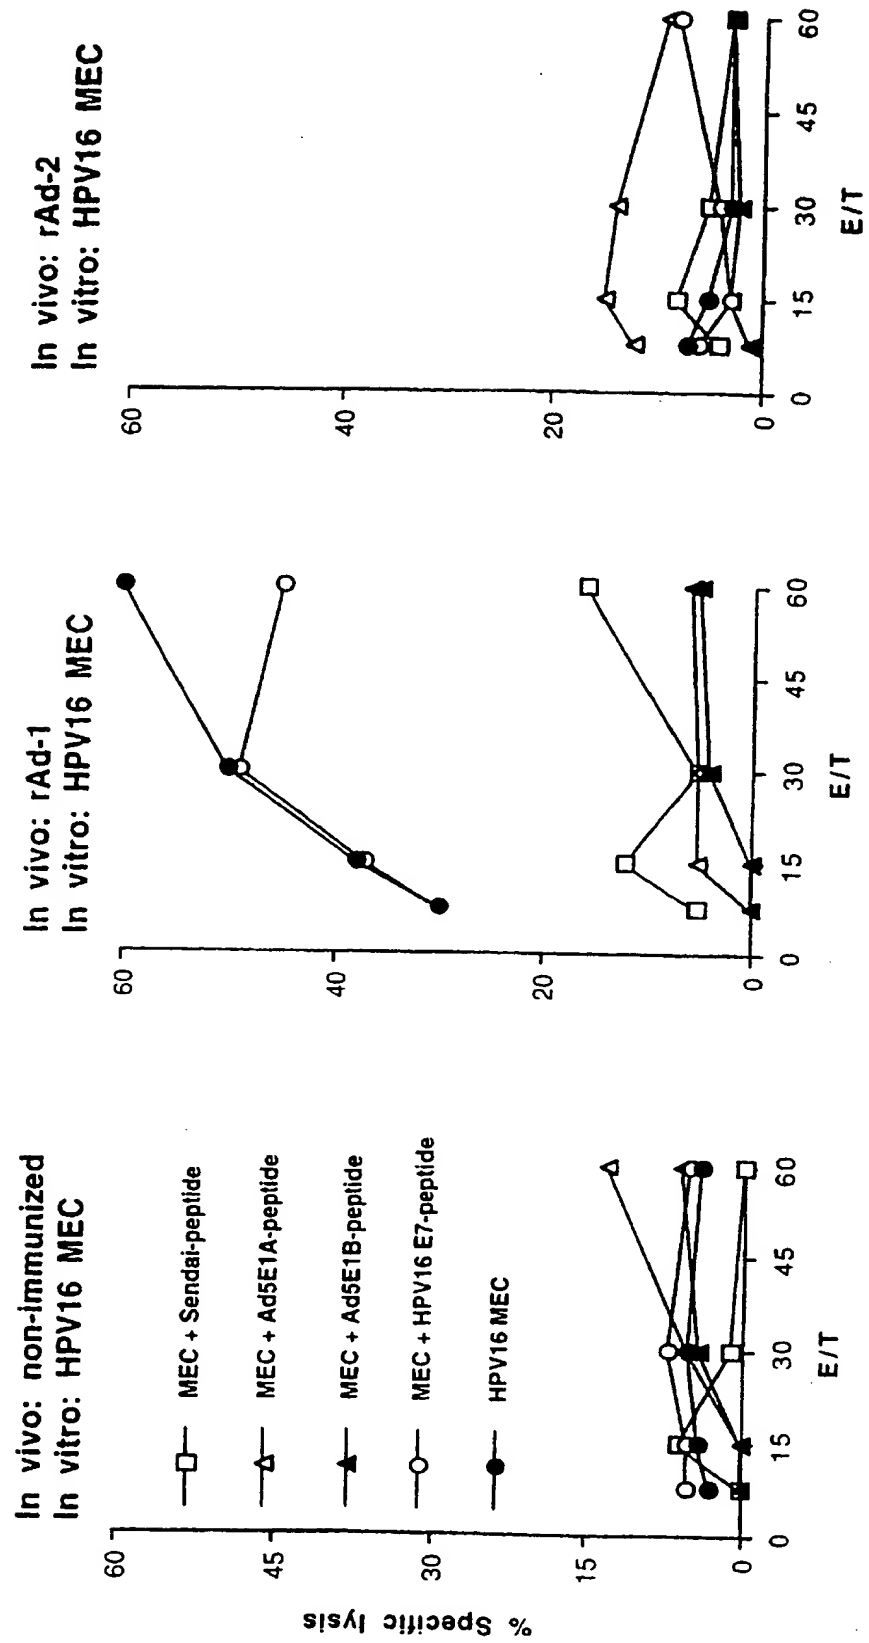 In vivo: non-immunized
In vitro: HPV16 MEC
MEC + Sendai-peptide
MEC + Ad5E1A-peptide
MEC + Ad5E1B-peptide
MEC + HPV16 E7-peptide
HPV16 MEC
% Specific lysis
60
45
30
15
0
0 15 30 45 60
E/T
In vivo: rAd-1
In vitro: HPV16 MEC
60
40
20
0
0 15 30 45 60
E/T
In vivo: rAd-2
In vitro: HPV16 MEC
60
40
20
0
0 15 30 45 60
E/T